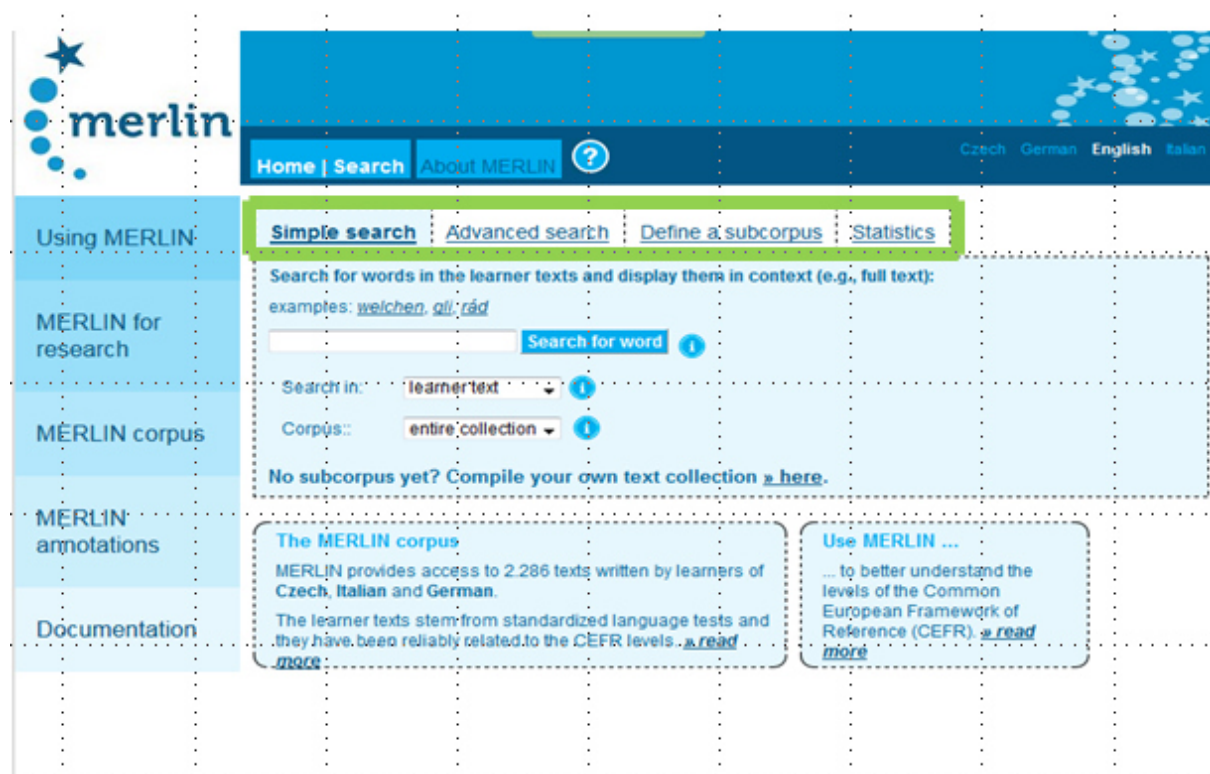 merlin
Home | Search About MERLIN ?
Czech German English Italian
Using MERLIN
MERLIN for
research
MERLIN corpus
MERLIN
annotations
Documentation
Simple search Advanced search Define a subcorpus Statistics
Search for words in the learner texts and display them in context (e.g., full text):
examples: welchen, gli, rád
Search for word i
Search in: learner text i
Corpus:: entire collection i
No subcorpus yet? Compile your own text collection » here.
The MERLIN corpus
MERLIN provides access to 2.286 texts written by learners of
Czech, Italian and German.
The learner texts stem from standardized language tests and
they have been reliably related to the CEFR levels. » read
more
Use MERLIN ...
... to better understand the
levels of the Common
European Framework of
Reference (CEFR). » read
more